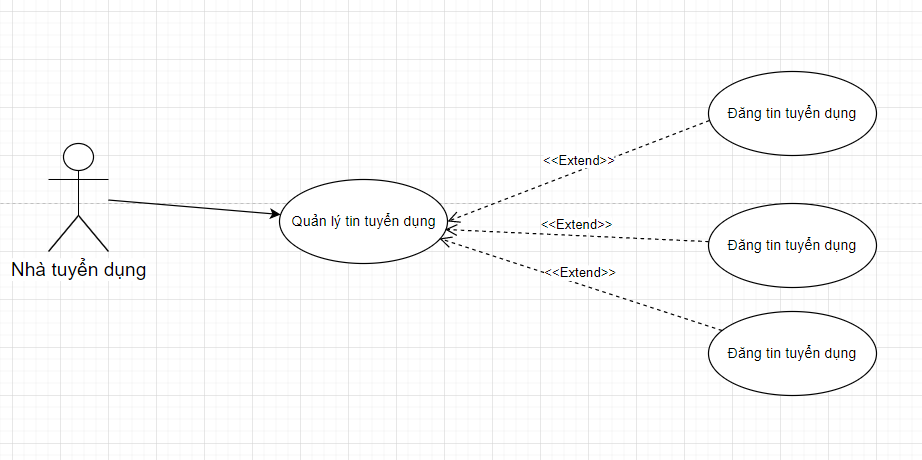 Đăng tin tuyển dụng
<<Extend>>
Quản lý tin tuyển dụng
<<Extend>>
Đăng tin tuyển dụng
Nhà tuyển dụng
<<Extend>>
Đăng tin tuyển dụng